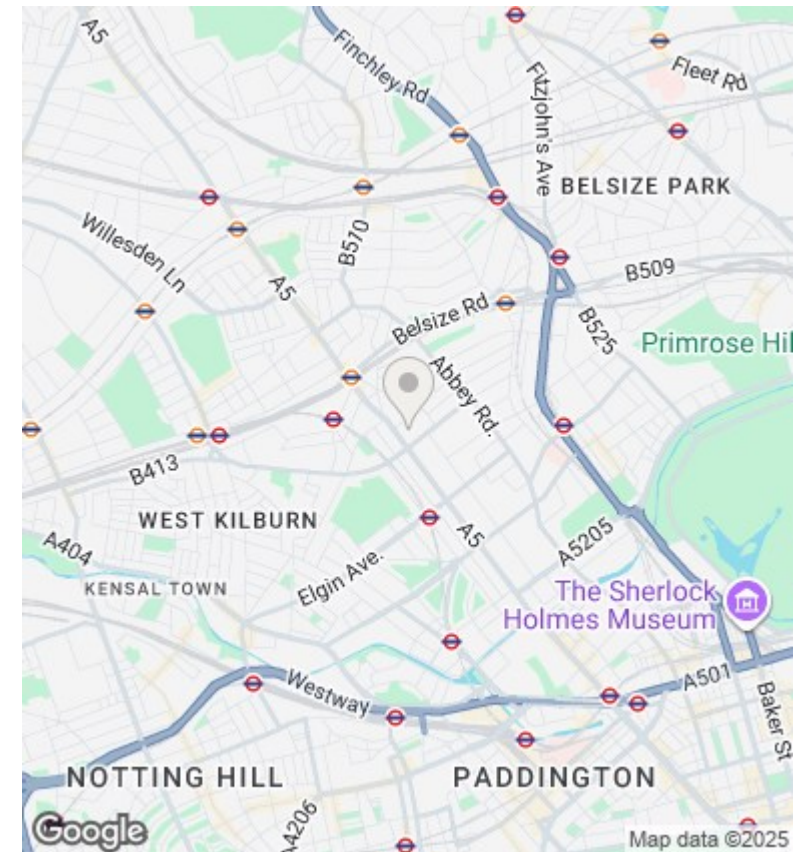 A5
Finchley Rd
Fitzjohn's Ave
Fleet Rd
BELSIZE PARK
Willesden Ln
B510
A5
B509
Belsize Rd
B525
Primrose Hil
Abbey Rd.
B413
WEST KILBURN
A5
A5205
A404
KENSAL TOWN
Elgin Ave.
The Sherlock
Holmes Museum
Westway
A501
Baker St
NOTTING HILL
PADDINGTON
A4206
Google
Map data ©2025